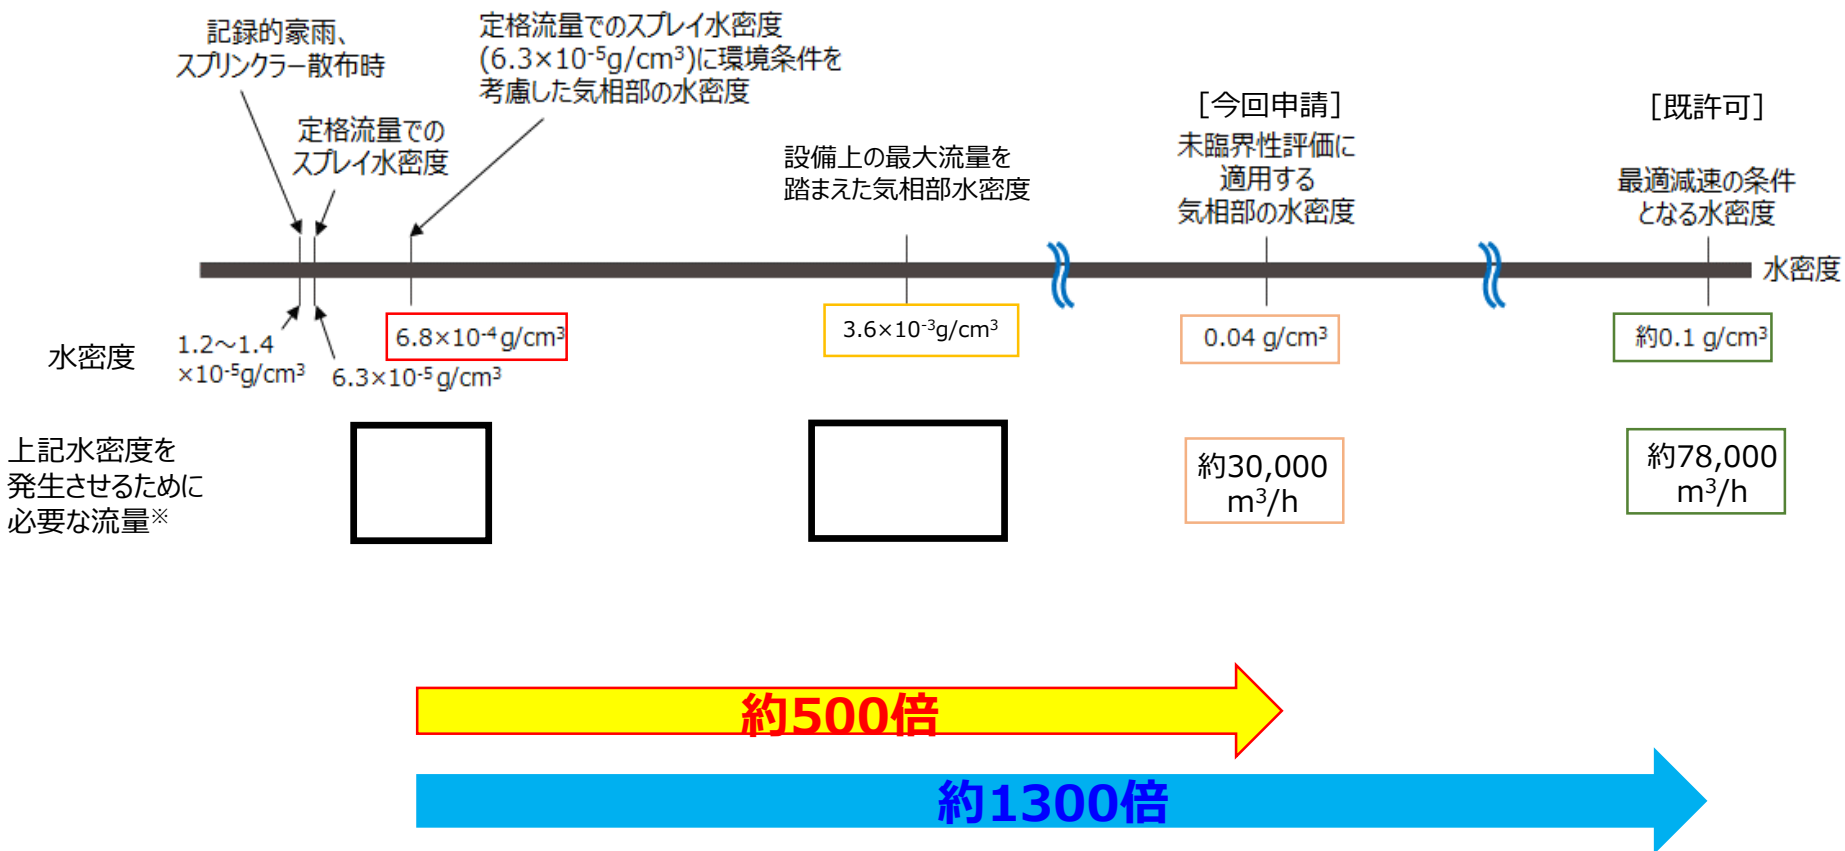 記録的豪雨、
スプリンクラー散布時
定格流量での
スプレイ水密度
定格流量でのスプレイ水密度
(6.3×10⁻⁵g/cm³)に環境条件を
考慮した気相部の水密度
設備上の最大流量を
踏まえた気相部水密度
[今回申請]
未臨界性評価に
適用する
気相部の水密度
[既許可]
最適減速の条件
となる水密度
水密度
水密度
1.2～1.4
×10⁻⁵g/cm³
6.3×10⁻⁵g/cm³
6.8×10⁻⁴g/cm³
3.6×10⁻³g/cm³
0.04 g/cm³
約0.1 g/cm³
上記水密度を
発生させるために
必要な流量※
約30,000
m³/h
約78,000
m³/h
約500倍
約1300倍